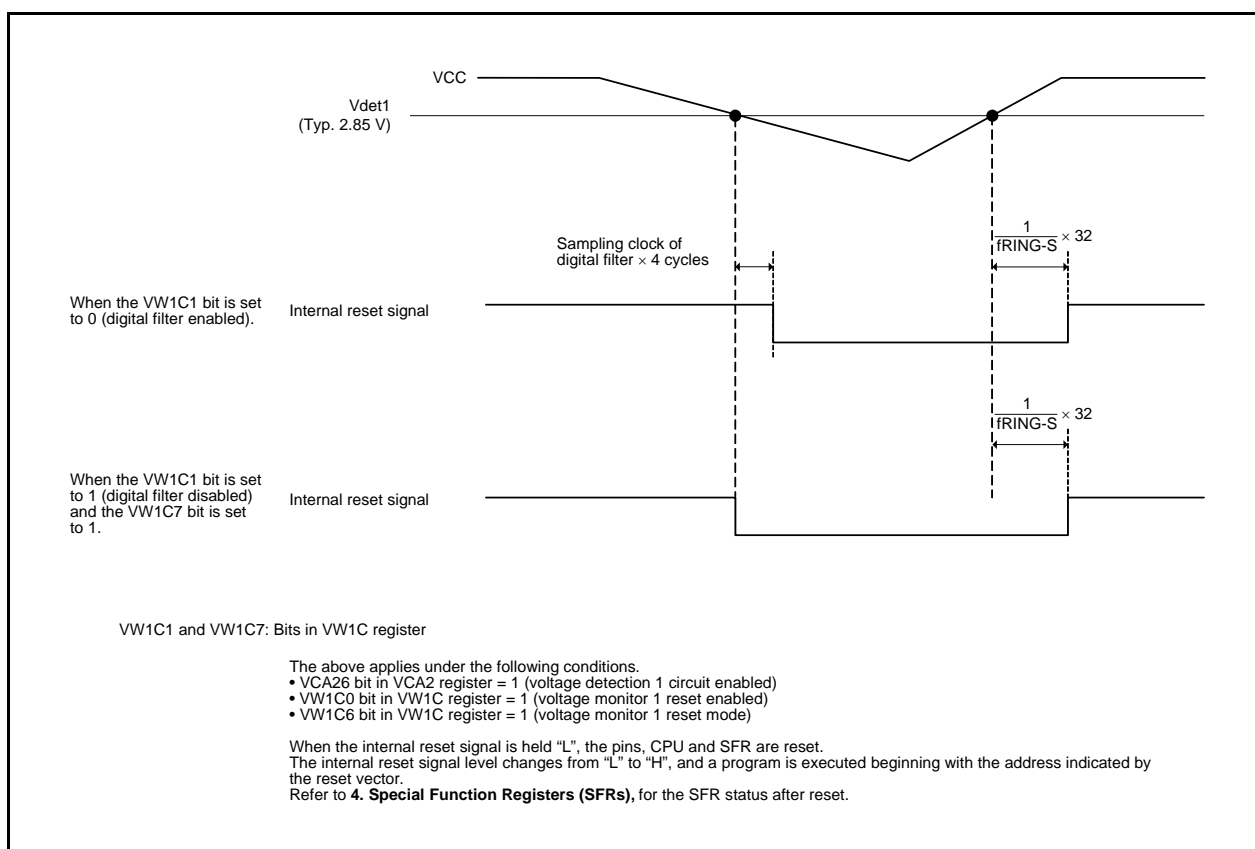 VCC
Vdet1
(Typ. 2.85 V)
Sampling clock of
digital filter × 4 cycles
1
fRING-S × 32
When the VW1C1 bit is set
to 0 (digital filter enabled).
Internal reset signal
1
fRING-S × 32
When the VW1C1 bit is set
to 1 (digital filter disabled)
and the VW1C7 bit is set
to 1.
Internal reset signal
VW1C1 and VW1C7: Bits in VW1C register
The above applies under the following conditions.
• VCA26 bit in VCA2 register = 1 (voltage detection 1 circuit enabled)
• VW1C0 bit in VW1C register = 1 (voltage monitor 1 reset enabled)
• VW1C6 bit in VW1C register = 1 (voltage monitor 1 reset mode)
When the internal reset signal is held “L”, the pins, CPU and SFR are reset.
The internal reset signal level changes from “L” to “H”, and a program is executed beginning with the address indicated by
the reset vector.
Refer to 4. Special Function Registers (SFRs), for the SFR status after reset.